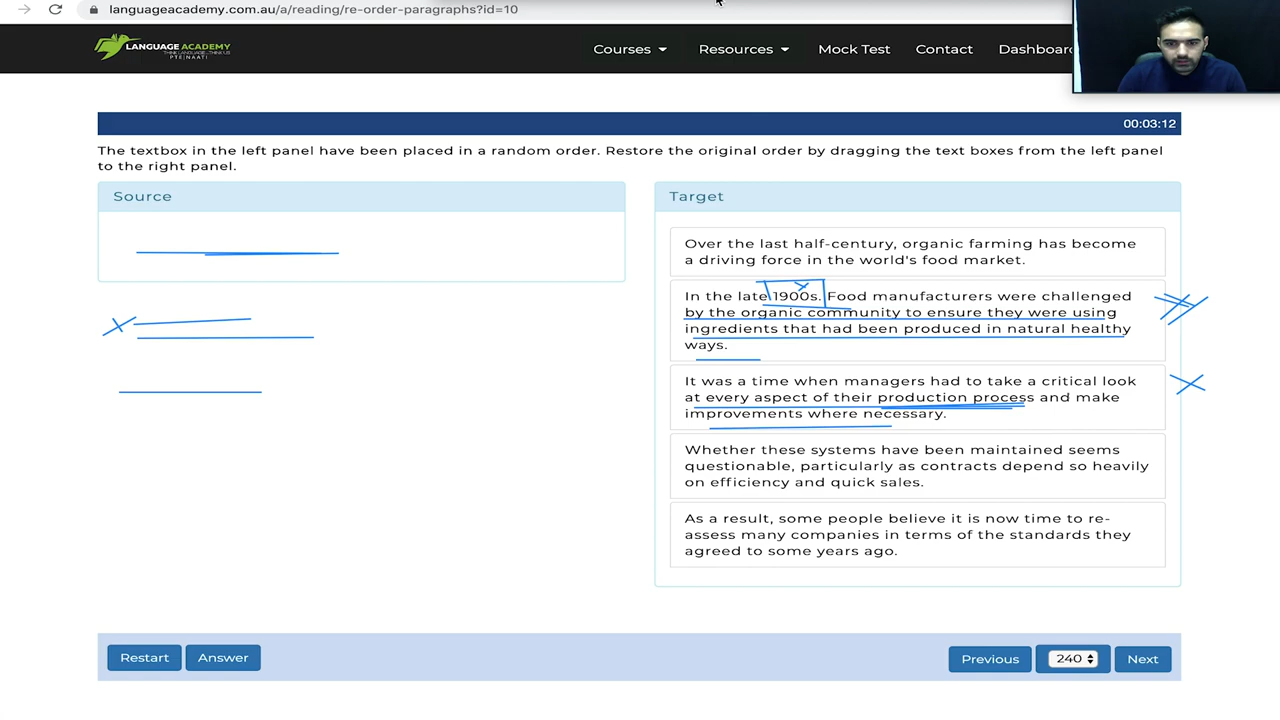 languageacademy.com.au/a/reading/re-order-paragraphs?id=10
LANGUAGE ACADEMY
THINK LANGUAGE - THINK US
PTE|NAATI
Courses Resources Mock Test Contact Dashboard
00:03:12
The textbox in the left panel have been placed in a random order. Restore the original order by dragging the text boxes from the left panel
to the right panel.
Source
Target
Over the last half-century, organic farming has become
a driving force in the world's food market.
In the late 1900s. Food manufacturers were challenged
by the organic community to ensure they were using
ingredients that had been produced in natural healthy
ways.
It was a time when managers had to take a critical look
at every aspect of their production process and make
improvements where necessary.
Whether these systems have been maintained seems
questionable, particularly as contracts depend so heavily
on efficiency and quick sales.
As a result, some people believe it is now time to re-
assess many companies in terms of the standards they
agreed to some years ago.
Restart Answer
Previous 240 Next